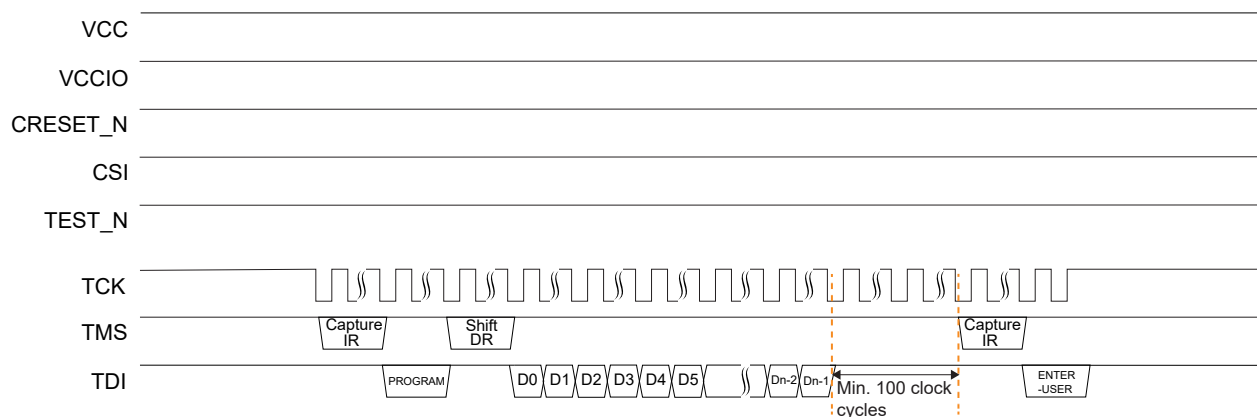 VCC
VCCIO
CRESET_N
CSI
TEST_N
TCK
TMS
Capture
IR
Shift
DR
Capture
IR
TDI
PROGRAM
D0
D1
D2
D3
D4
D5
Dn-2
Dn-1
Min. 100 clock
cycles
ENTER
-USER